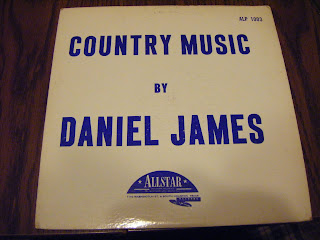 ALP 1003
COUNTRY MUSIC
BY
DANIEL JAMES
ALLSTAR